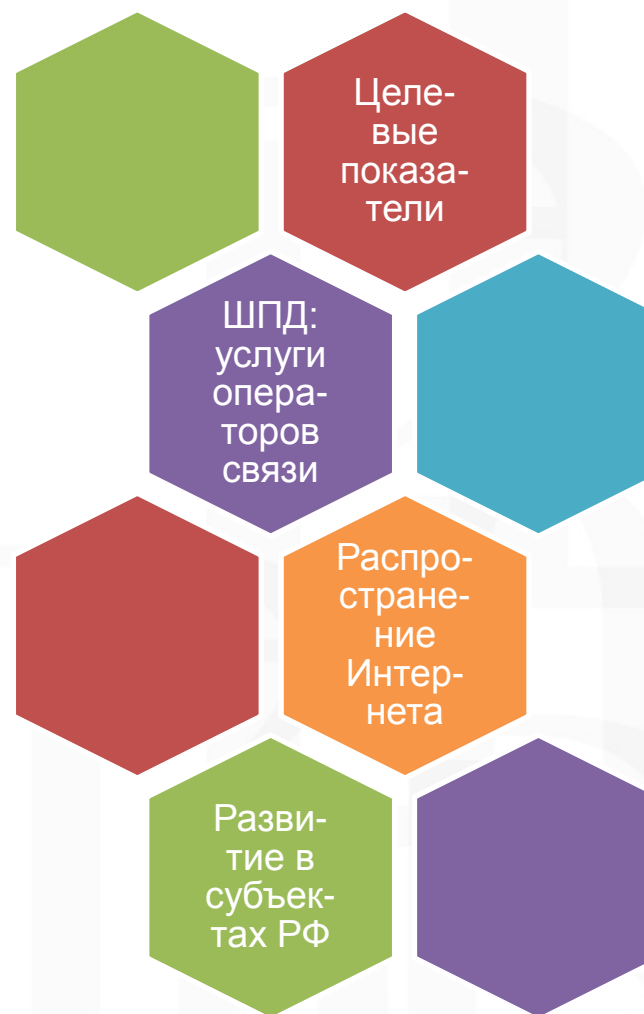 Целе-
вые
показа-
тели
ШПД:
услуги
опера-
торов
связи
Распро-
стране-
ние
Интер-
нета
Разви-
тие в
субъек-
тах РФ